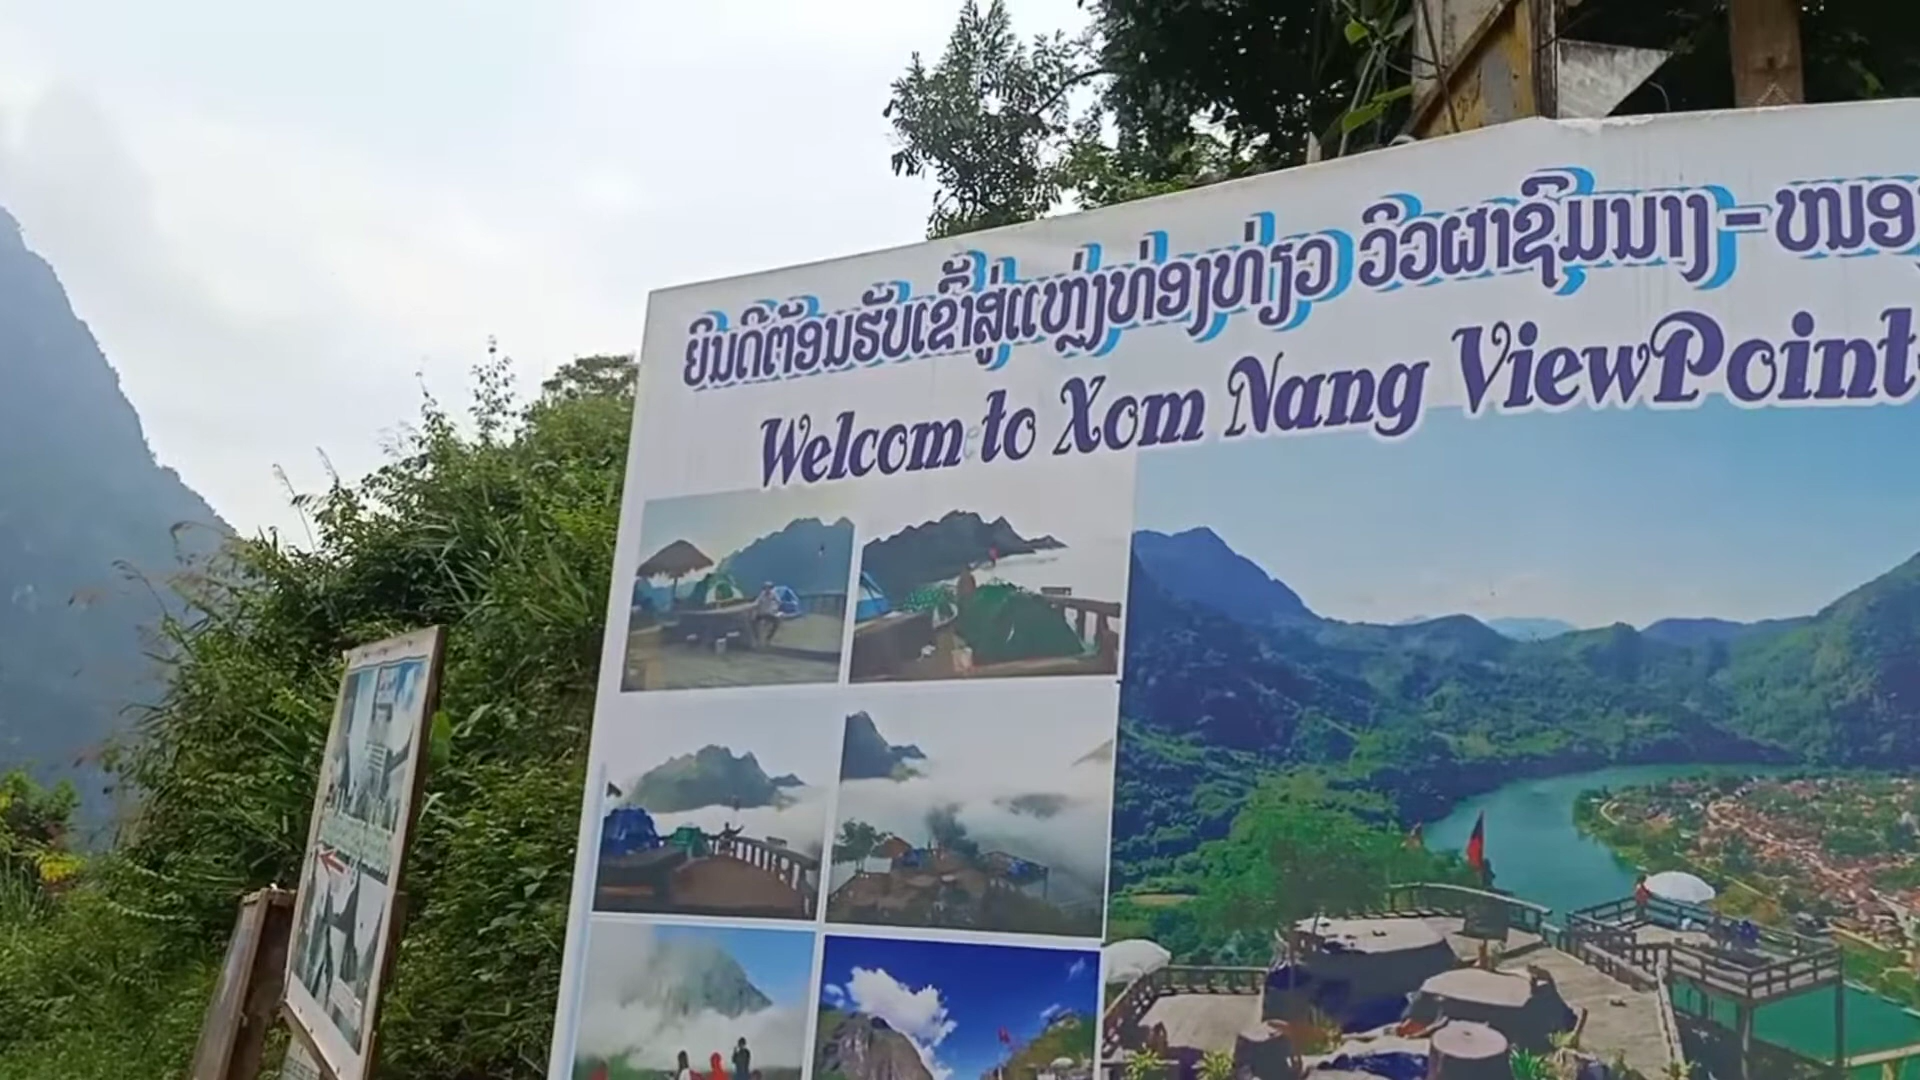 ຍິນດີຕ້ອນຮັບເຂົ້າສູ່ແຫຼ່ງທ່ອງທ່ຽວ ວິວຜາຊົມນາງ-
Welcom to Xom Nang ViewPoint